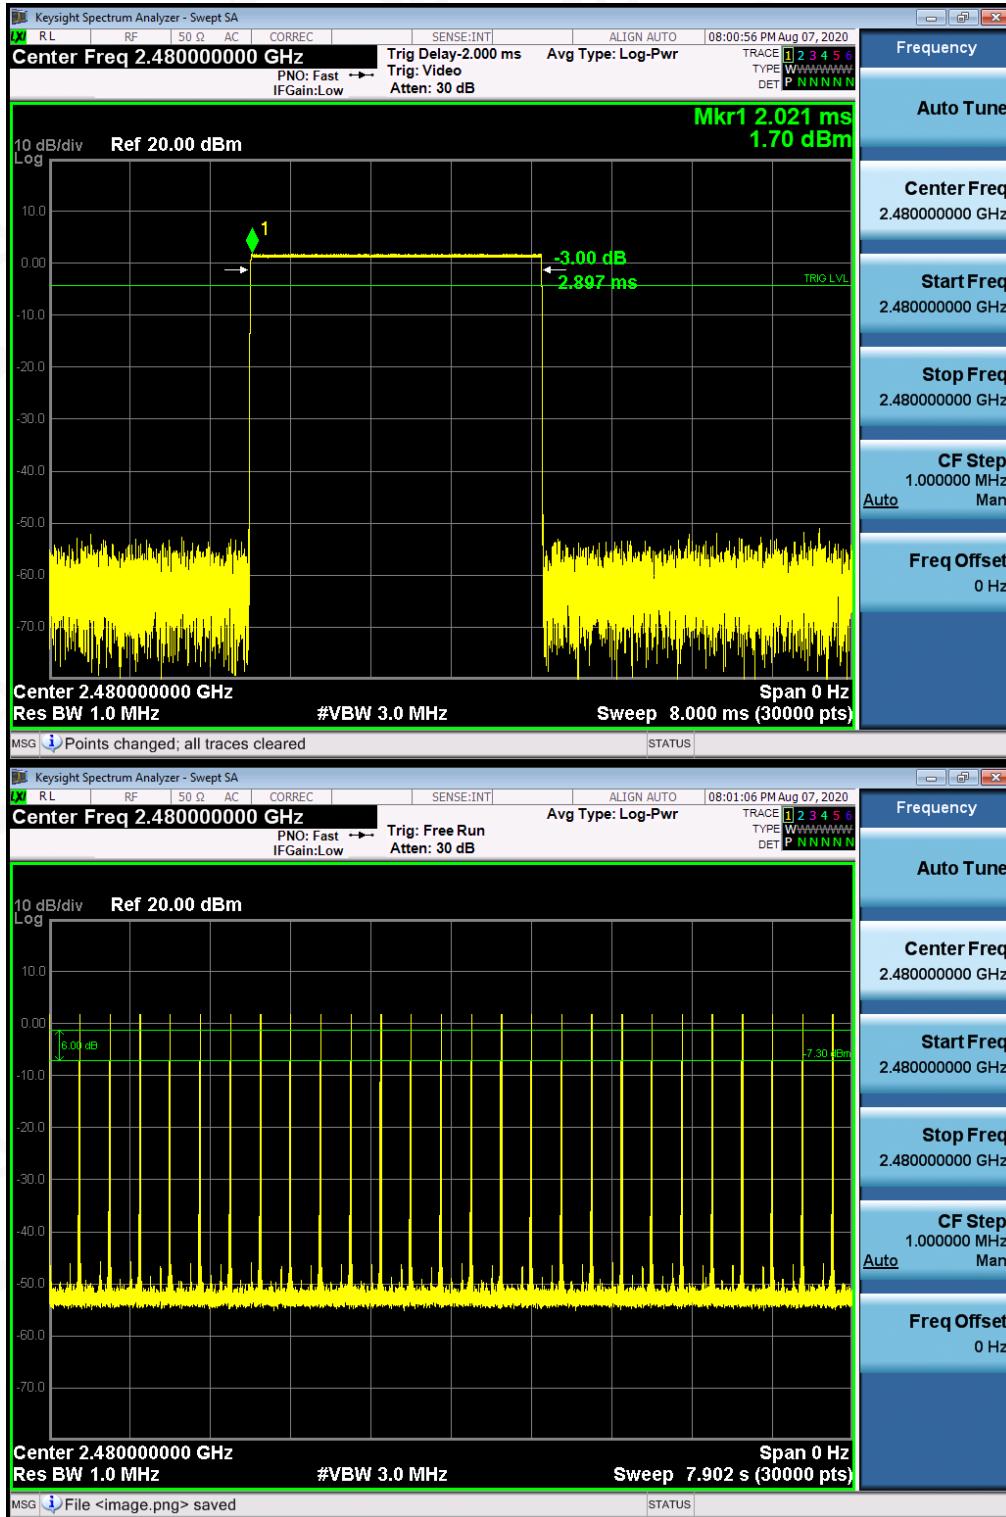 Keysight Spectrum Analyzer - Swept SA
LXI RL RF 50 Ω AC CORREC SENSE:INT ALIGN AUTO 08:00:56 PM Aug 07, 2020
Center Freq 2.480000000 GHz
PNO: Fast
IFGain:Low
Trig Delay-2.000 ms
Trig: Video
Atten: 30 dB
Avg Type: Log-Pwr
TRACE 1 2 3 4 5 6
TYPE WWWWWW
DET P N N N N N
Mkr1 2.021 ms
1.70 dBm
10 dB/div Ref 20.00 dBm
Log
10.0
0.00
-10.0
-20.0
-30.0
-40.0
-50.0
-60.0
-70.0
1
-3.00 dB
2.897 ms
TRIG LVL
Center 2.480000000 GHz Span 0 Hz
Res BW 1.0 MHz #VBW 3.0 MHz Sweep 8.000 ms (30000 pts)
MSG Points changed; all traces cleared STATUS
Frequency
Auto Tune
Center Freq
2.480000000 GHz
Start Freq
2.480000000 GHz
Stop Freq
2.480000000 GHz
CF Step
1.000000 MHz
Auto Man
Freq Offset
0 Hz
Keysight Spectrum Analyzer - Swept SA
LXI RL RF 50 Ω AC CORREC SENSE:INT ALIGN AUTO 08:01:06 PM Aug 07, 2020
Center Freq 2.480000000 GHz
PNO: Fast
IFGain:Low
Trig: Free Run
Atten: 30 dB
Avg Type: Log-Pwr
TRACE 1 2 3 4 5 6
TYPE WWWWWW
DET P N N N N N
10 dB/div Ref 20.00 dBm
Log
10.0
0.00
-10.0
-20.0
-30.0
-40.0
-50.0
-60.0
-70.0
6.00 dB
-7.30 dBm
Center 2.480000000 GHz Span 0 Hz
Res BW 1.0 MHz #VBW 3.0 MHz Sweep 7.902 s (30000 pts)
MSG File <image.png> saved STATUS
Frequency
Auto Tune
Center Freq
2.480000000 GHz
Start Freq
2.480000000 GHz
Stop Freq
2.480000000 GHz
CF Step
1.000000 MHz
Auto Man
Freq Offset
0 Hz